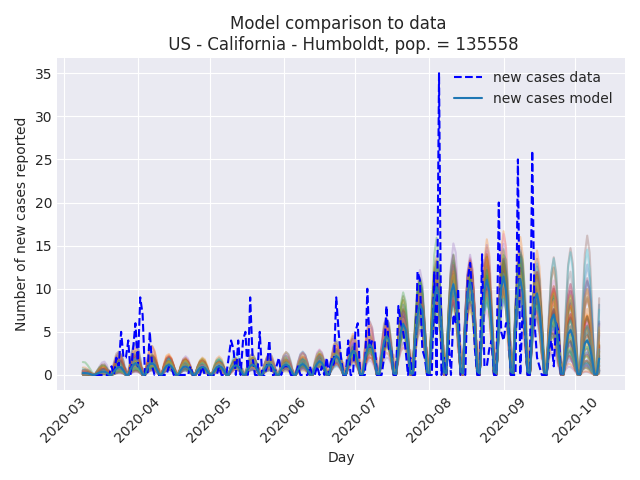 Model comparison to data
US - California - Humboldt, pop. = 135558
new cases data
new cases model
Number of new cases reported
35
30
25
20
15
10
5
0
2020-03
2020-04
2020-05
2020-06
2020-07
2020-08
2020-09
2020-10
Day